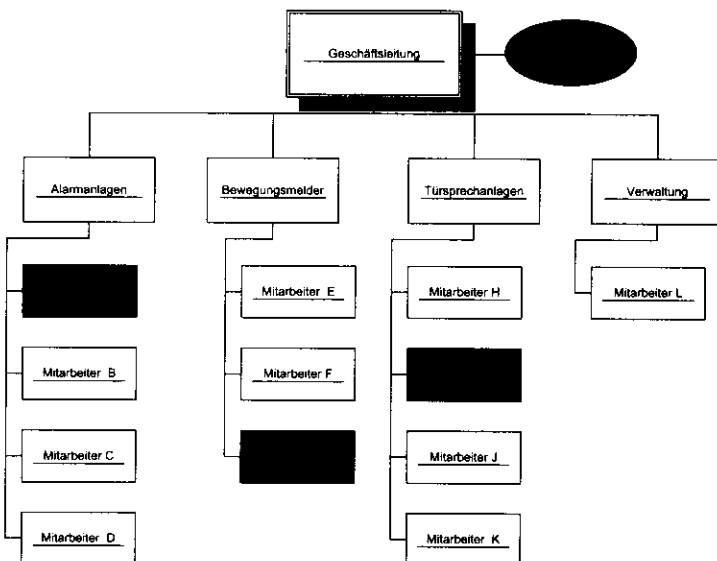 Geschäftsleitung
Alarmanlagen
Bewegungsmelder
Türsprechanlagen
Verwaltung
Mitarbeiter E
Mitarbeiter H
Mitarbeiter L
Mitarbeiter B
Mitarbeiter F
Mitarbeiter C
Mitarbeiter J
Mitarbeiter D
Mitarbeiter K